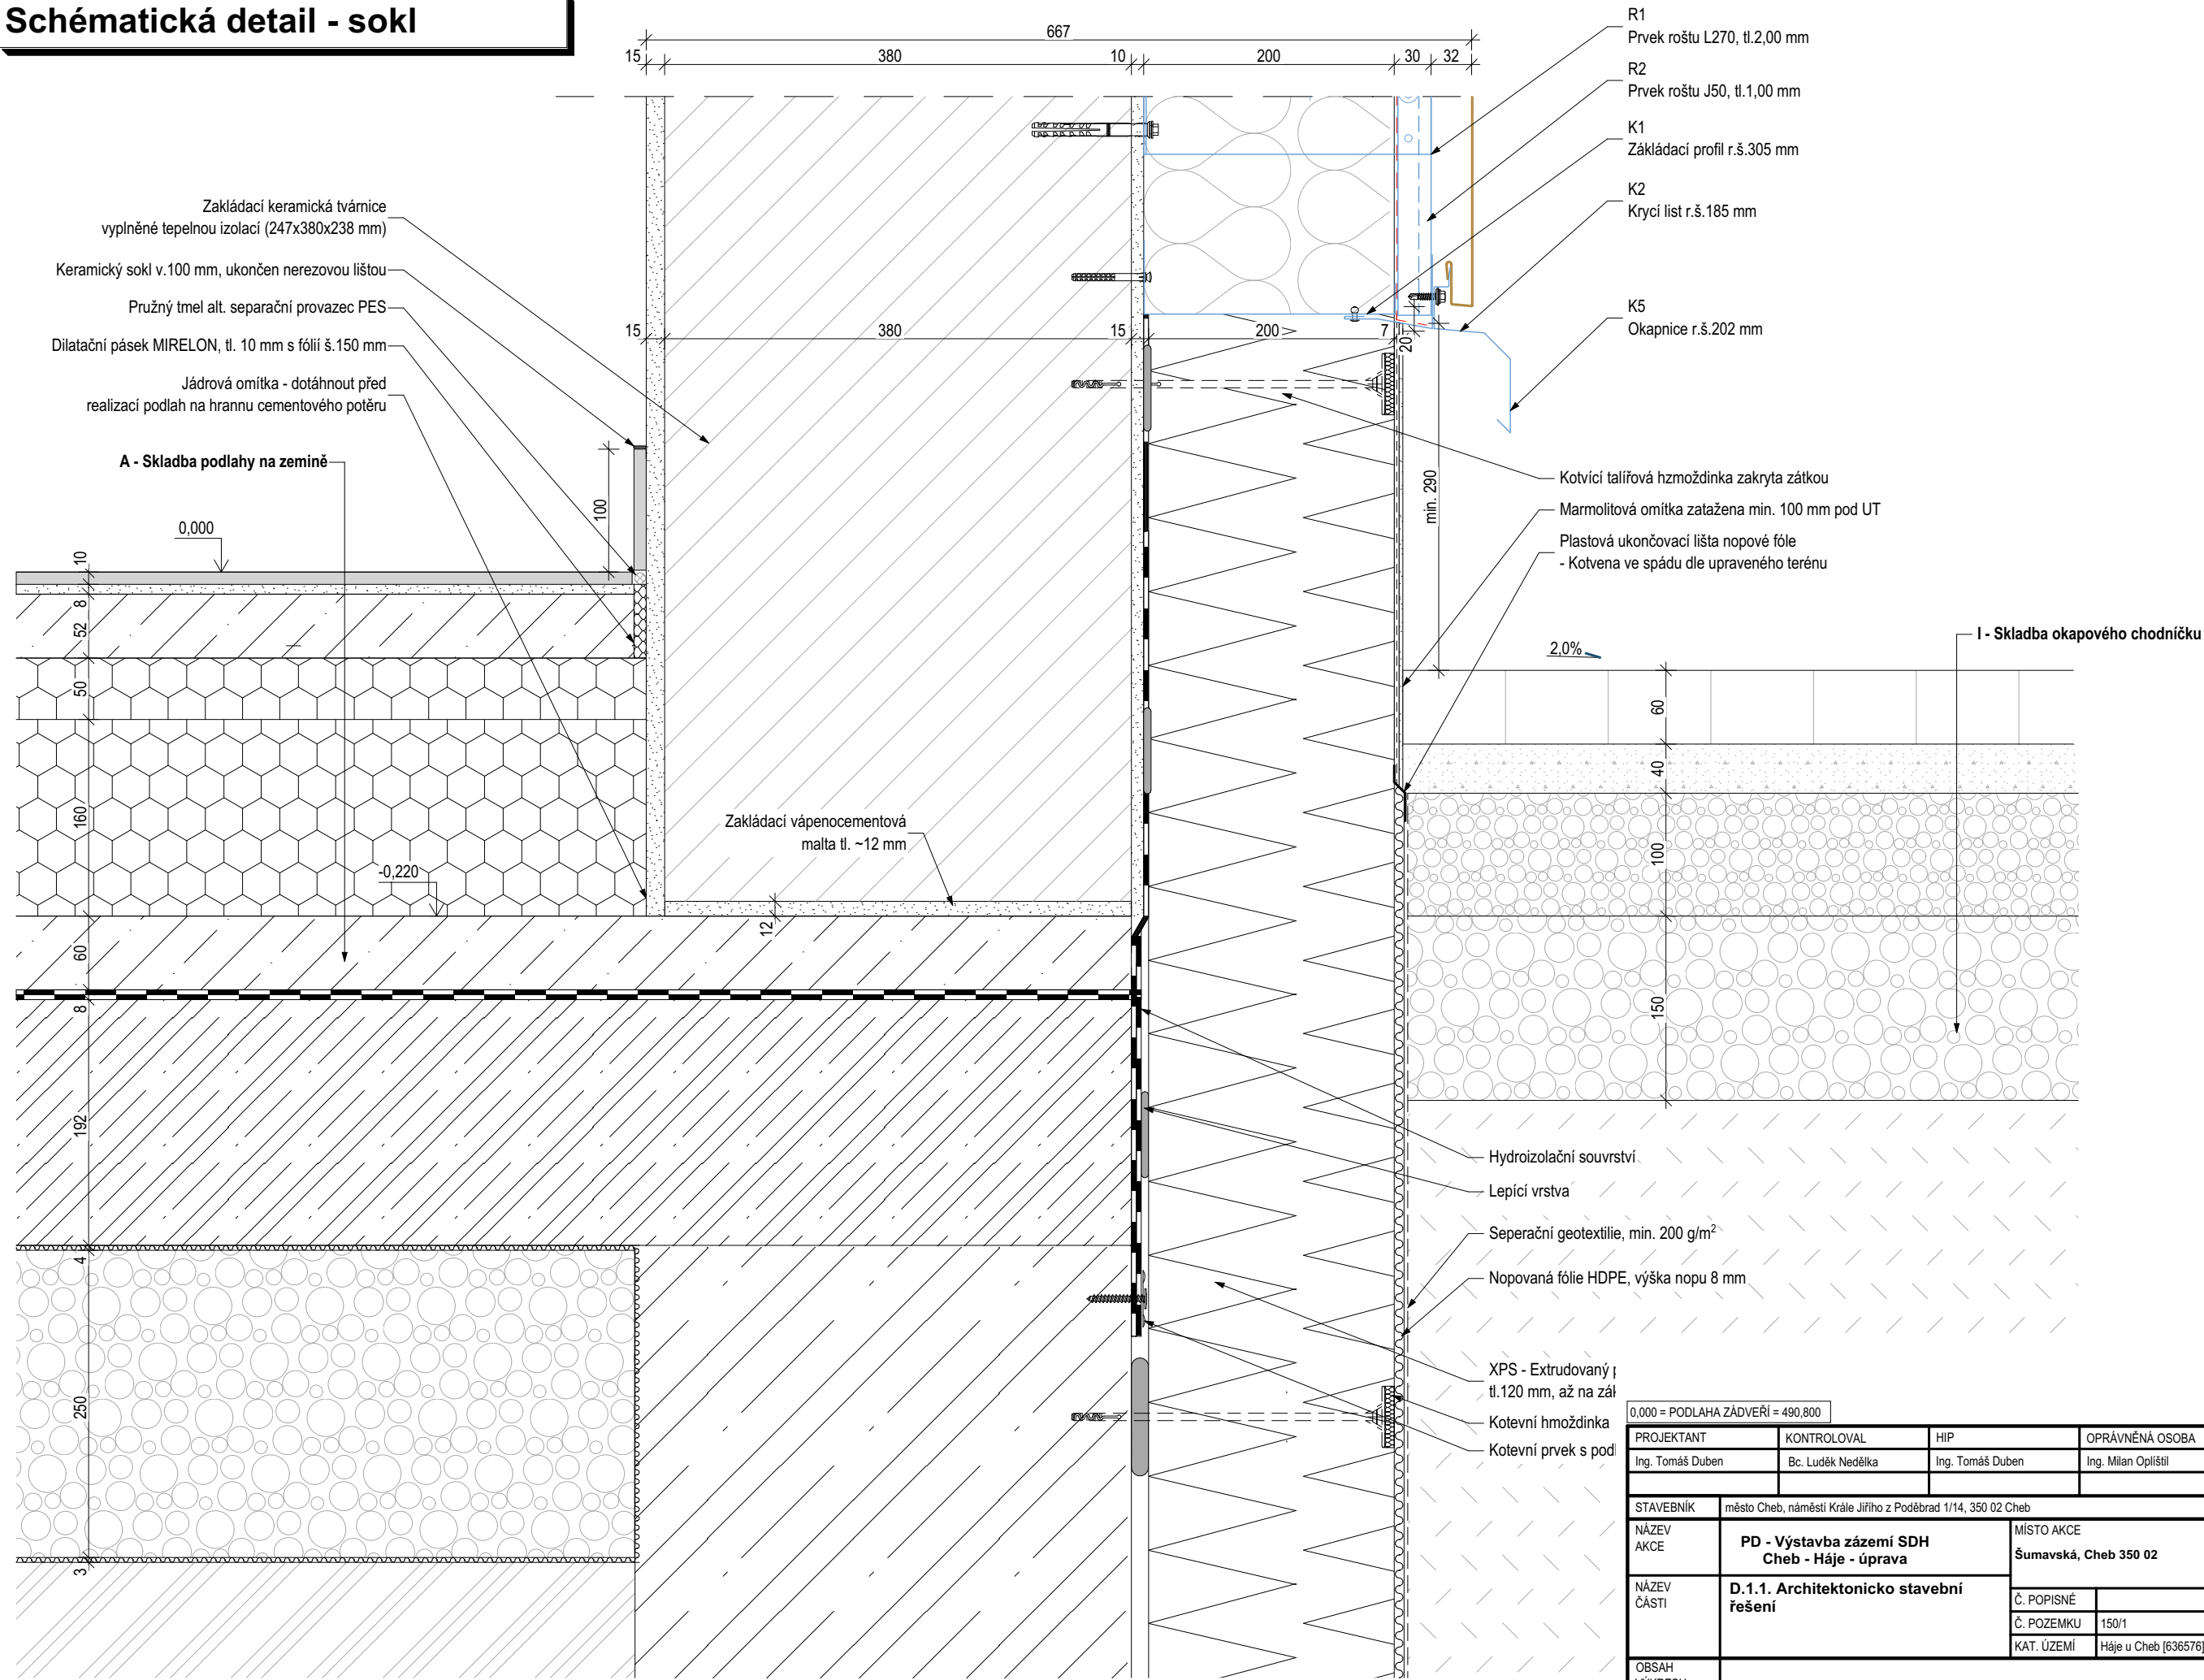 Schématická detail - sokl
667
15
380
10
200
30
32
R1
Prvek roštu L270, tl.2,00 mm
R2
Prvek roštu J50, tl.1,00 mm
K1
Zákládací profil r.š.305 mm
K2
Krycí list r.š.185 mm
K5
Okapnice r.š.202 mm
Zakládací keramická tvárnice
vyplněné tepelnou izolací (247x380x238 mm)
Keramický sokl v.100 mm, ukončen nerezovou lištou
Pružný tmel alt. separační provazec PES
Dilatační pásek MIRELON, tl. 10 mm s fólií š.150 mm
Jádrová omítka - dotáhnout před
realizací podlah na hrannu cementového potěru
A - Skladba podlahy na zemině
15
380
15
200
7
20
min. 290
100
0,000
10
8
52
50
160
-0,220
60
8
192
4
250
3
Zakládací vápenocementová
malta tl. ~12 mm
12
Kotvící talířová hzmoždinka zakryta zátkou
Marmolitová omítka zatažena min. 100 mm pod UT
Plastová ukončovací lišta nopové fóle
- Kotvena ve spádu dle upraveného terénu
I - Skladba okapového chodníčku
2,0%
60
40
100
150
Hydroizolační souvrství
Lepící vrstva
Seperační geotextilie, min. 200 g/m²
Nopovaná fólie HDPE, výška nopu 8 mm
XPS - Extrudovaný
tl.120 mm, až na zák
Kotevní hmoždinka
Kotevní prvek s podl
0,000 = PODLAHA ZÁDVEŘÍ = 490,800
PROJEKTANT KONTROLOVAL HIP OPRÁVNĚNÁ OSOBA
Ing. Tomáš Duben Bc. Luděk Nedělka Ing. Tomáš Duben Ing. Milan Oplíštil
STAVEBNÍK město Cheb, náměstí Krále Jiřího z Poděbrad 1/14, 350 02 Cheb
NÁZEV
AKCE
PD - Výstavba zázemí SDH
Cheb - Háje - úprava
MÍSTO AKCE
Šumavská, Cheb 350 02
NÁZEV
ČÁSTI
D.1.1. Architektonicko stavební
řešení
Č. POPISNÉ
Č. POZEMKU 150/1
KAT. ÚZEMÍ Háje u Cheb [636576]
OBSAH